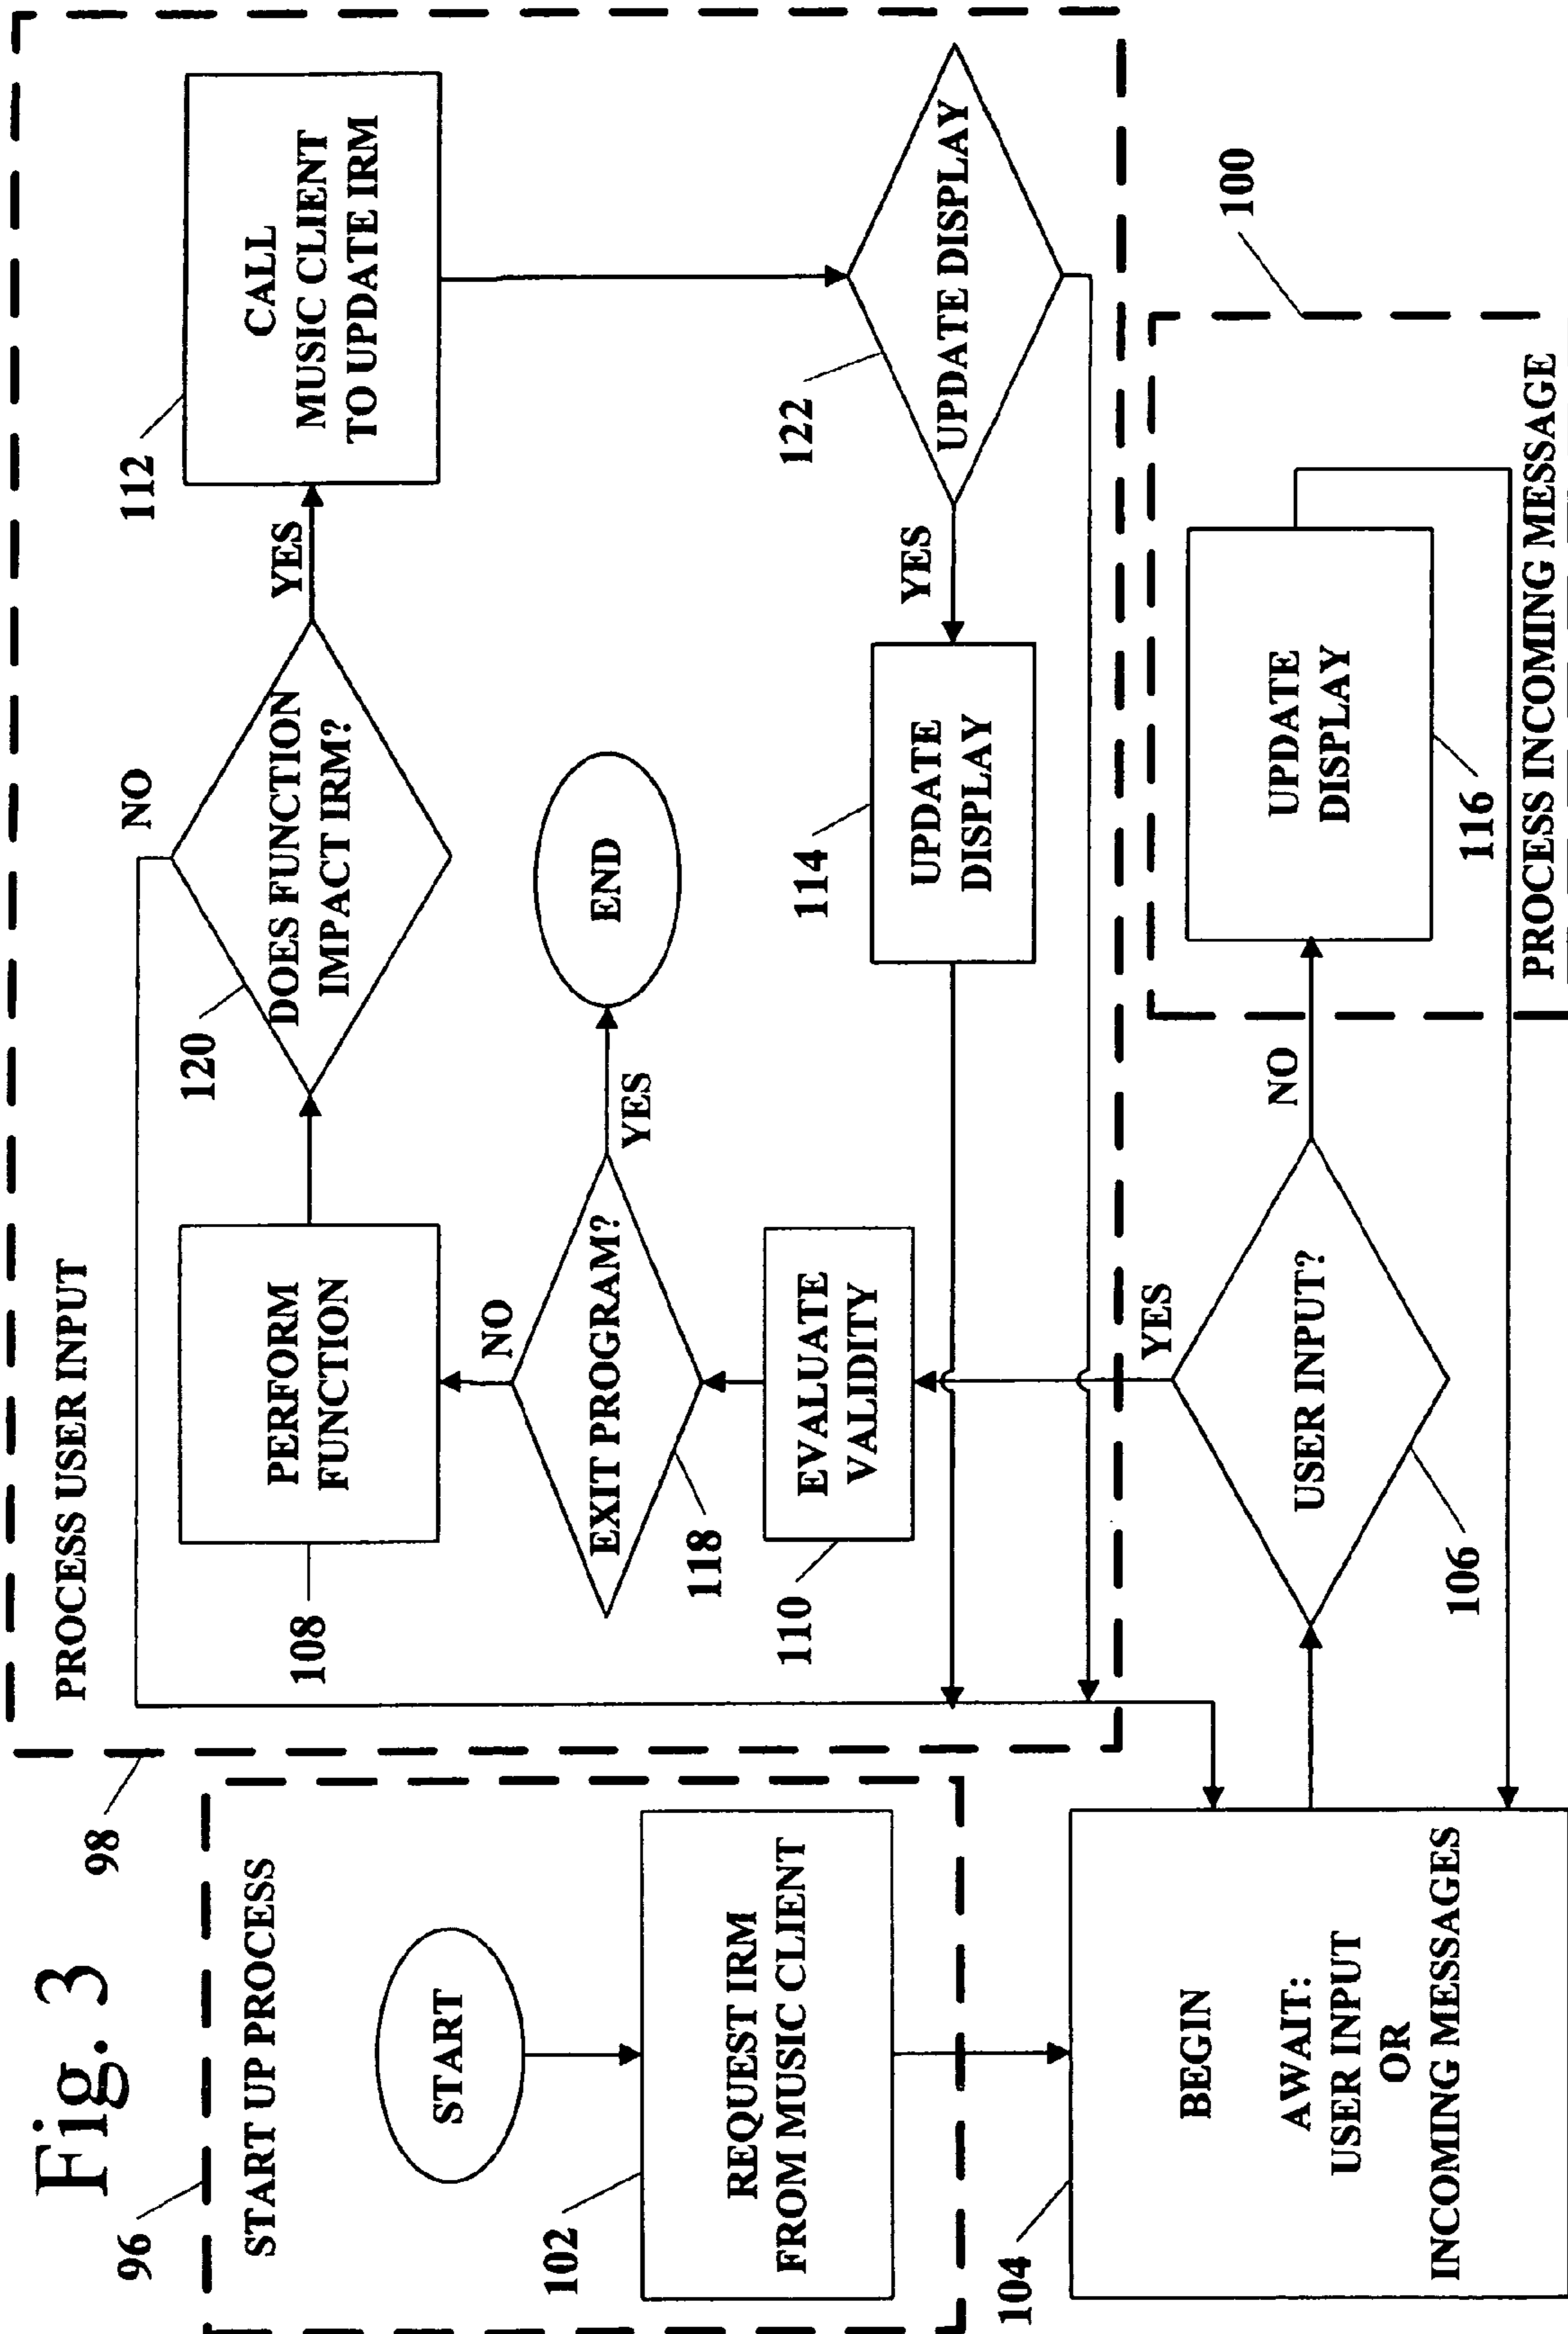 Fig. 3
96
START UP PROCESS
START
102
REQUEST IRM
FROM MUSIC CLIENT
104
BEGIN
AWAIT:
USER INPUT
OR
INCOMING MESSAGES
98
PROCESS USER INPUT
108
PERFORM
FUNCTION
NO
EXIT PROGRAM?
118
YES
END
110
EVALUATE
VALIDITY
YES
USER INPUT?
106
NO
120
DOES FUNCTION
IMPACT IRM?
NO
YES
112
CALL
MUSIC CLIENT
TO UPDATE IRM
122
UPDATE DISPLAY
YES
114
UPDATE
DISPLAY
100
UPDATE
DISPLAY
116
PROCESS INCOMING MESSAGE